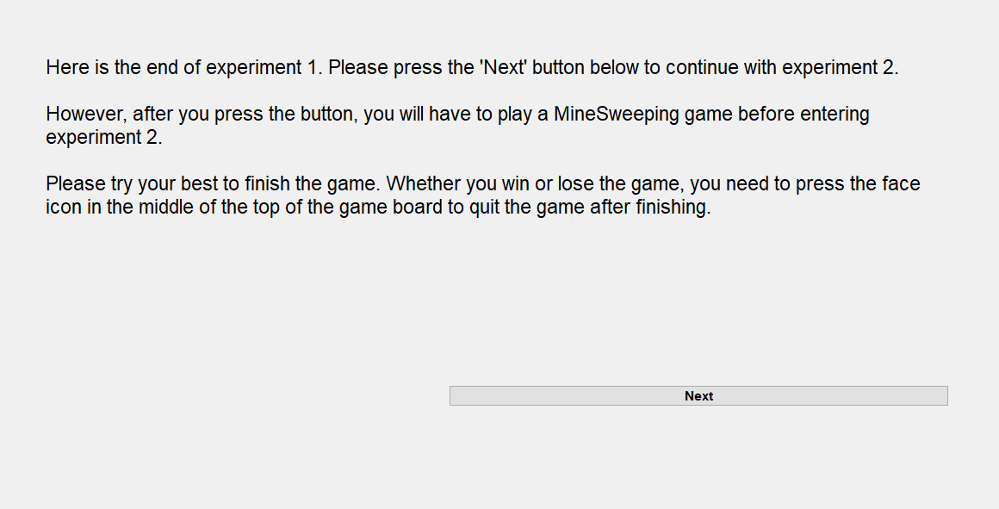 Here is the end of experiment 1. Please press the 'Next' button below to continue with experiment 2.
However, after you press the button, you will have to play a MineSweeping game before entering
experiment 2.
Please try your best to finish the game. Whether you win or lose the game, you need to press the face
icon in the middle of the top of the game board to quit the game after finishing.
Next